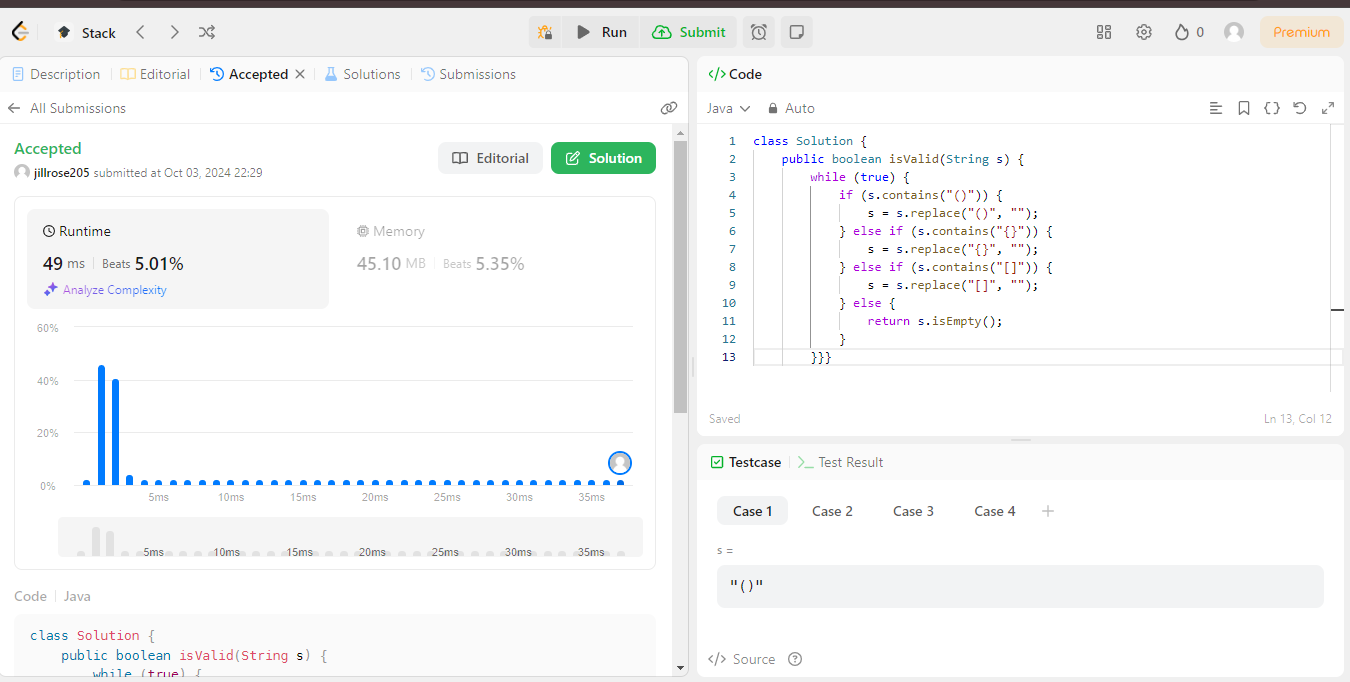 Stack
Run
Submit
0
Premium
Description
Editorial
Accepted
Solutions
Submissions
All Submissions
Accepted
jillrose205 submitted at Oct 03, 2024 22:29
Editorial
Solution
Runtime
49 ms
Beats 5.01%
Analyze Complexity
Memory
45.10 MB
Beats 5.35%
60%
40%
20%
0%
5ms 10ms 15ms 20ms 25ms 30ms 35ms
5ms 10ms 15ms 20ms 25ms 30ms 35ms
Code
Java
class Solution {
    public boolean isValid(String s) {
        while (true) {
</> Code
Java
Auto
1 class Solution {
2     public boolean isValid(String s) {
3         while (true) {
4             if (s.contains("()")) {
5                 s = s.replace("()", "");
6             } else if (s.contains("{}")) {
7                 s = s.replace("{}", "");
8             } else if (s.contains("[]")) {
9                 s = s.replace("[]", "");
10             } else {
11                 return s.isEmpty();
12             }
13         }}}
Saved
Ln 13, Col 12
Testcase
Test Result
Case 1
Case 2
Case 3
Case 4
s =
"()"
</> Source